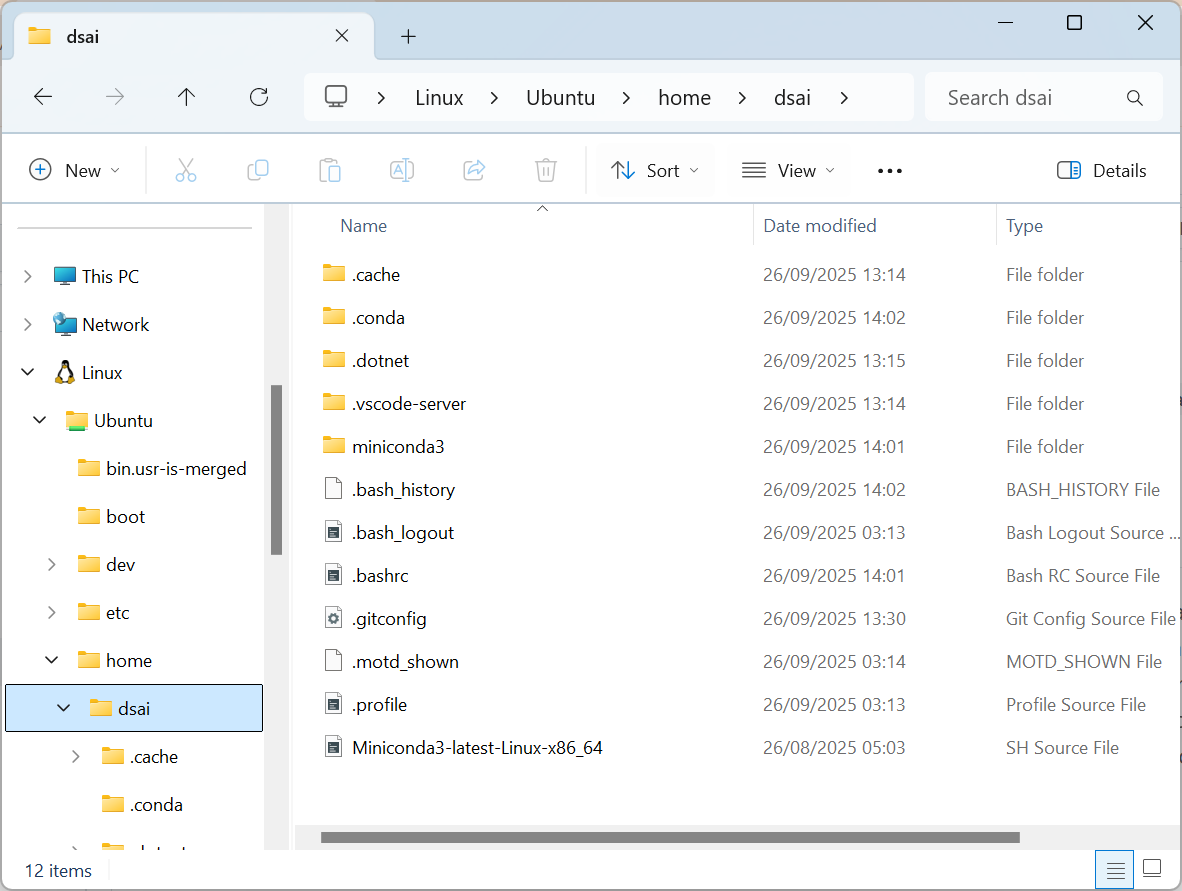 dsai
Linux Ubuntu home dsai
Search dsai
New Sort View Details
Name Date modified Type
This PC
Network
Linux
Ubuntu
bin.usr-is-merged
boot
dev
etc
home
dsai
.cache
.conda
.cache 26/09/2025 13:14 File folder
.conda 26/09/2025 14:02 File folder
.dotnet 26/09/2025 13:15 File folder
.vscode-server 26/09/2025 13:14 File folder
miniconda3 26/09/2025 14:01 File folder
.bash_history 26/09/2025 14:02 BASH_HISTORY File
.bash_logout 26/09/2025 03:13 Bash Logout Source ...
.bashrc 26/09/2025 14:01 Bash RC Source File
.gitconfig 26/09/2025 13:30 Git Config Source File
.motd_shown 26/09/2025 03:14 MOTD_SHOWN File
.profile 26/09/2025 03:13 Profile Source File
Miniconda3-latest-Linux-x86_64 26/08/2025 05:03 SH Source File
12 items